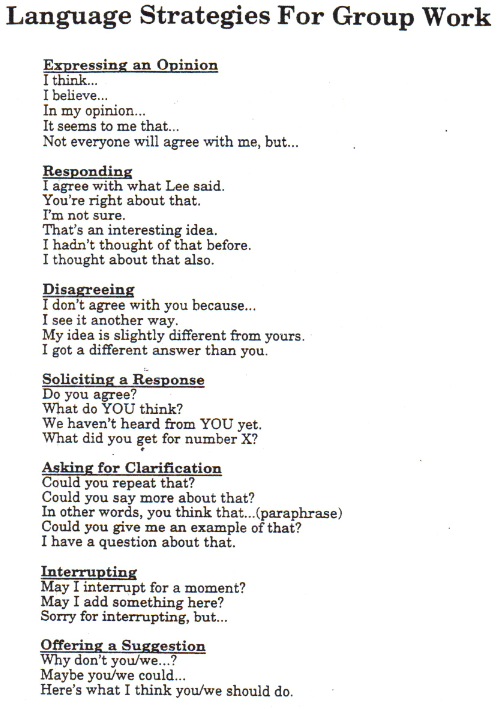 Language Strategies For Group Work
Expressing an Opinion
I think...
I believe...
In my opinion...
It seems to me that...
Not everyone will agree with me, but...
Responding
I agree with what Lee said.
You're right about that.
I'm not sure.
That's an interesting idea.
I hadn't thought of that before.
I thought about that also.
Disagreeing
I don't agree with you because...
I see it another way.
My idea is slightly different from yours.
I got a different answer than you.
Soliciting a Response
Do you agree?
What do YOU think?
We haven't heard from YOU yet.
What did you get for number X?
Asking for Clarification
Could you repeat that?
Could you say more about that?
In other words, you think that...(paraphrase)
Could you give me an example of that?
I have a question about that.
Interrupting
May I interrupt for a moment?
May I add something here?
Sorry for interrupting, but...
Offering a Suggestion
Why don't you/we...?
Maybe you/we could...
Here's what I think you/we should do.